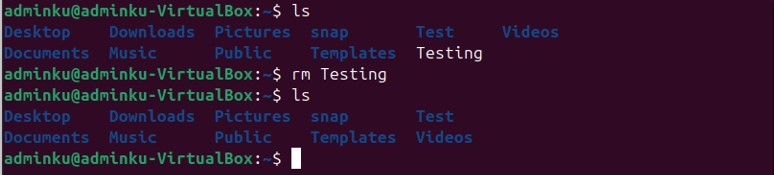 adminku@adminku-VirtualBox:~$ ls
Desktop    Downloads  Pictures  snap       Test     Videos
Documents  Music      Public    Templates  Testing
adminku@adminku-VirtualBox:~$ rm Testing
adminku@adminku-VirtualBox:~$ ls
Desktop    Downloads  Pictures  snap       Test
Documents  Music      Public    Templates  Videos
adminku@adminku-VirtualBox:~$